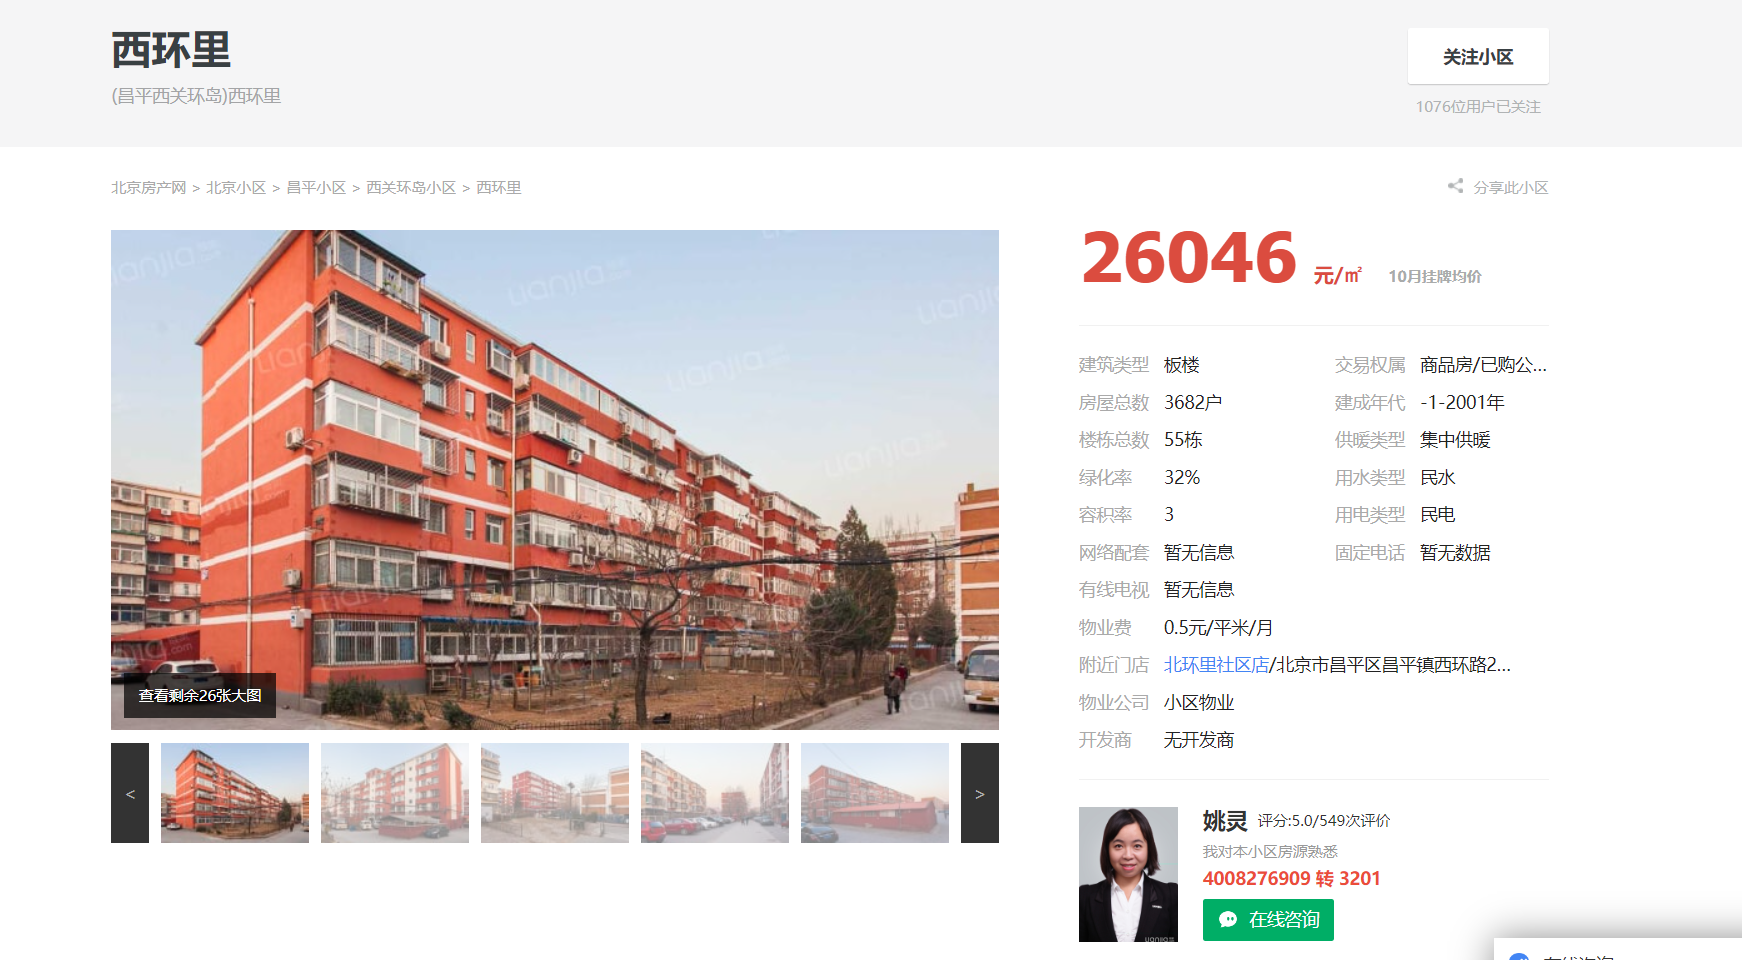 西环里
(昌平西关环岛)西环里
关注小区
1076位用户已关注
北京房产网 > 北京小区 > 昌平小区 > 西关环岛小区 > 西环里
分享此小区
26046 元/㎡ 10月挂牌均价
建筑类型 板楼 交易权属 商品房/已购公...
房屋总数 3682户 建成年代 -1-2001年
楼栋总数 55栋 供暖类型 集中供暖
绿化率 32% 用水类型 民水
容积率 3 用电类型 民电
网络配套 暂无信息 固定电话 暂无数据
有线电视 暂无信息
物业费 0.5元/平米/月
附近门店 北环里社区店/北京市昌平区昌平镇西环路2...
物业公司 小区物业
开发商 无开发商
lianjia
查看剩余26张大图
< >
姚灵 评分:5.0/549次评价
我对本小区房源熟悉
4008276909 转 3201
在线咨询
在线咨询